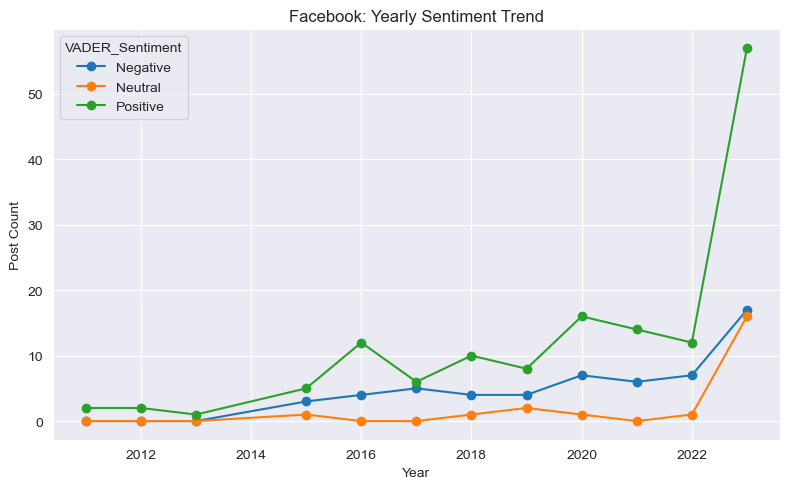 Facebook: Yearly Sentiment Trend
VADER_Sentiment
Negative
Neutral
Positive
Post Count
50
40
30
20
10
0
2012 2014 2016 2018 2020 2022
Year